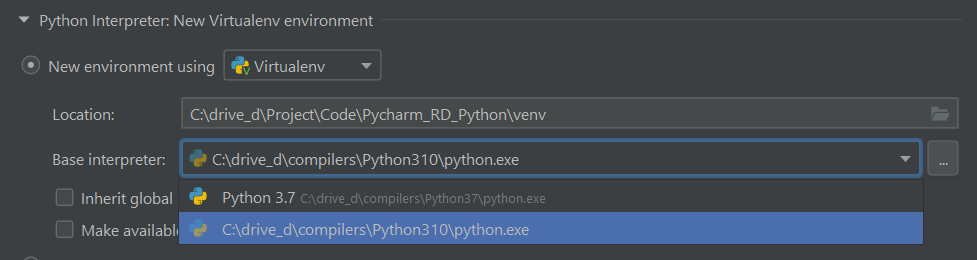 Python Interpreter: New Virtualenv environment
New environment using Virtualenv
Location: C:\drive_d\Project\Code\Pycharm_RD_Python\venv
Base interpreter: C:\drive_d\compilers\Python310\python.exe ...
Inherit global
Python 3.7 C:\drive_d\compilers\Python37\python.exe
Make available
C:\drive_d\compilers\Python310\python.exe